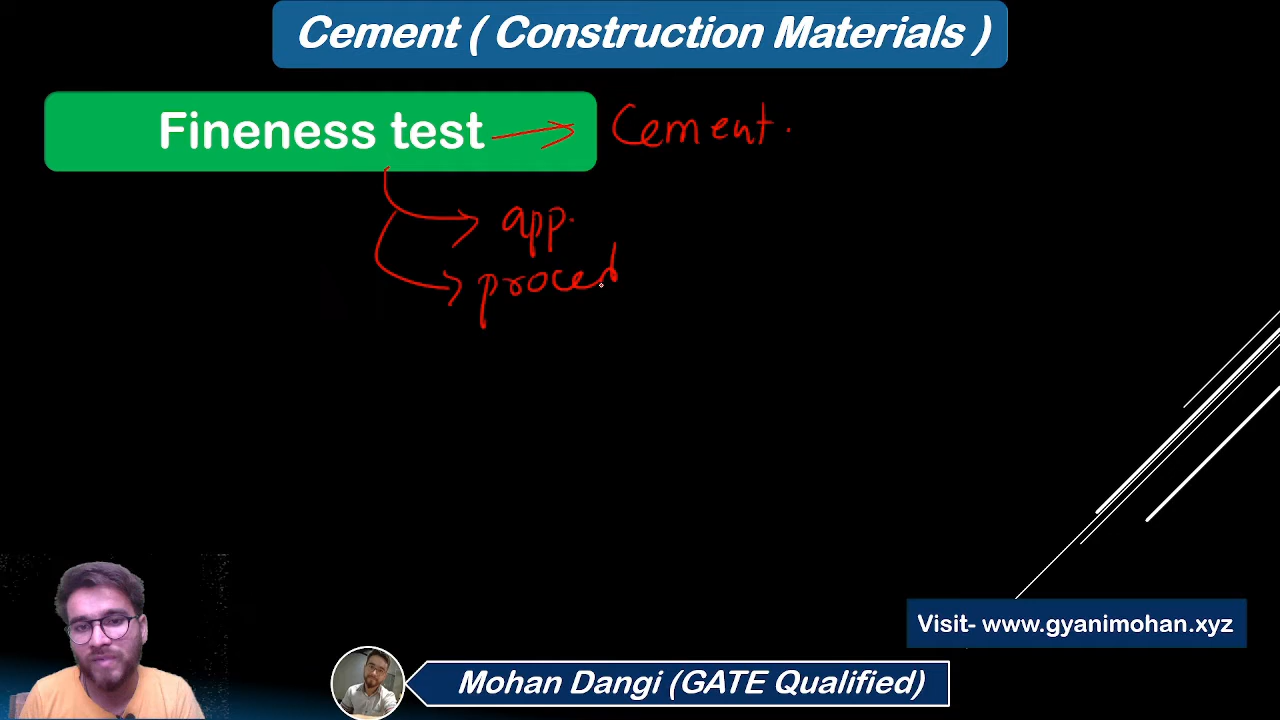 Cement ( Construction Materials )
Fineness test → Cement.
app.
proced
Visit- www.gyanimohan.xyz
Mohan Dangi (GATE Qualified)